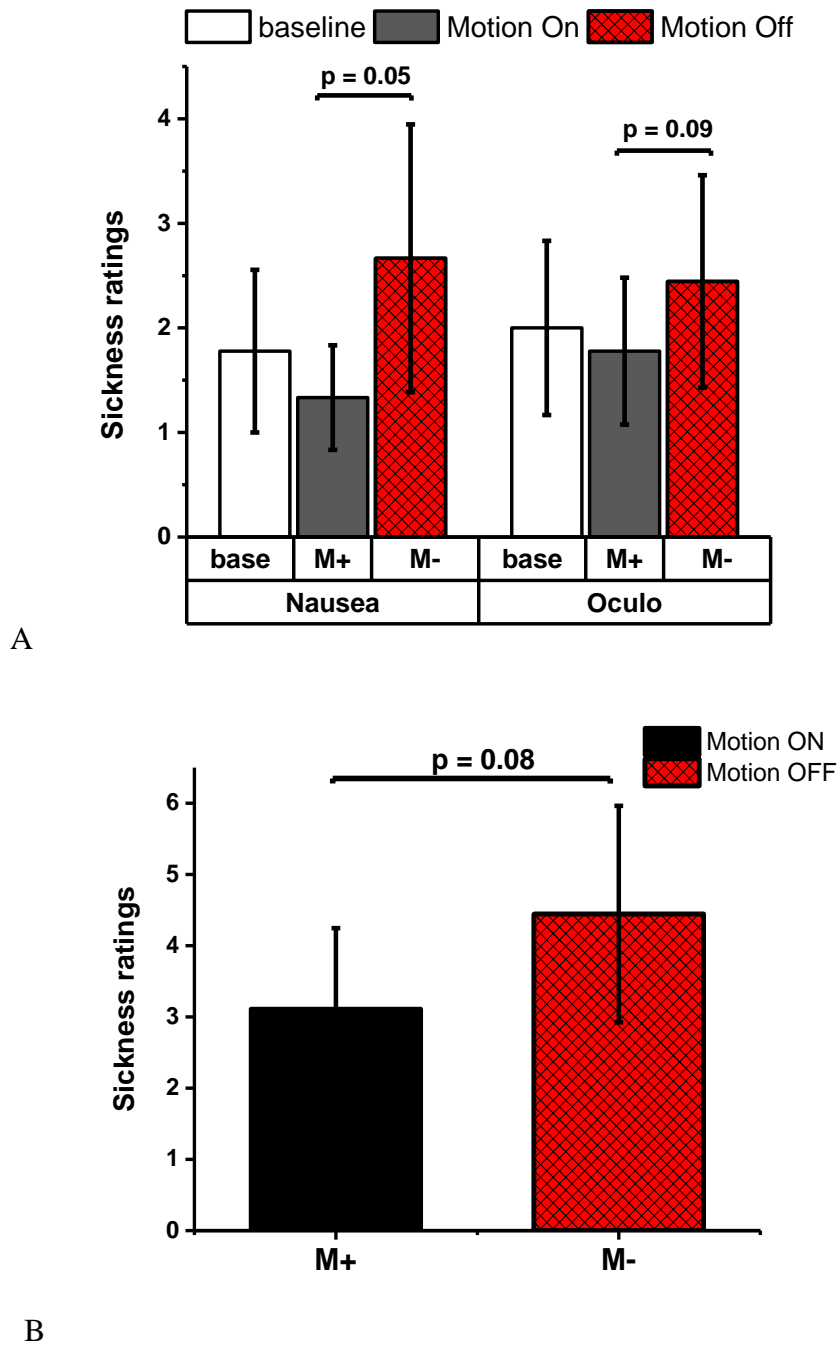 baseline Motion On Motion Off
p = 0.05
p = 0.09
4
3
2
1
0
Sickness ratings
base M+ M- base M+ M-
Nausea Oculo
A
Motion ON
Motion OFF
p = 0.08
6
5
4
3
2
1
0
Sickness ratings
M+ M-
B